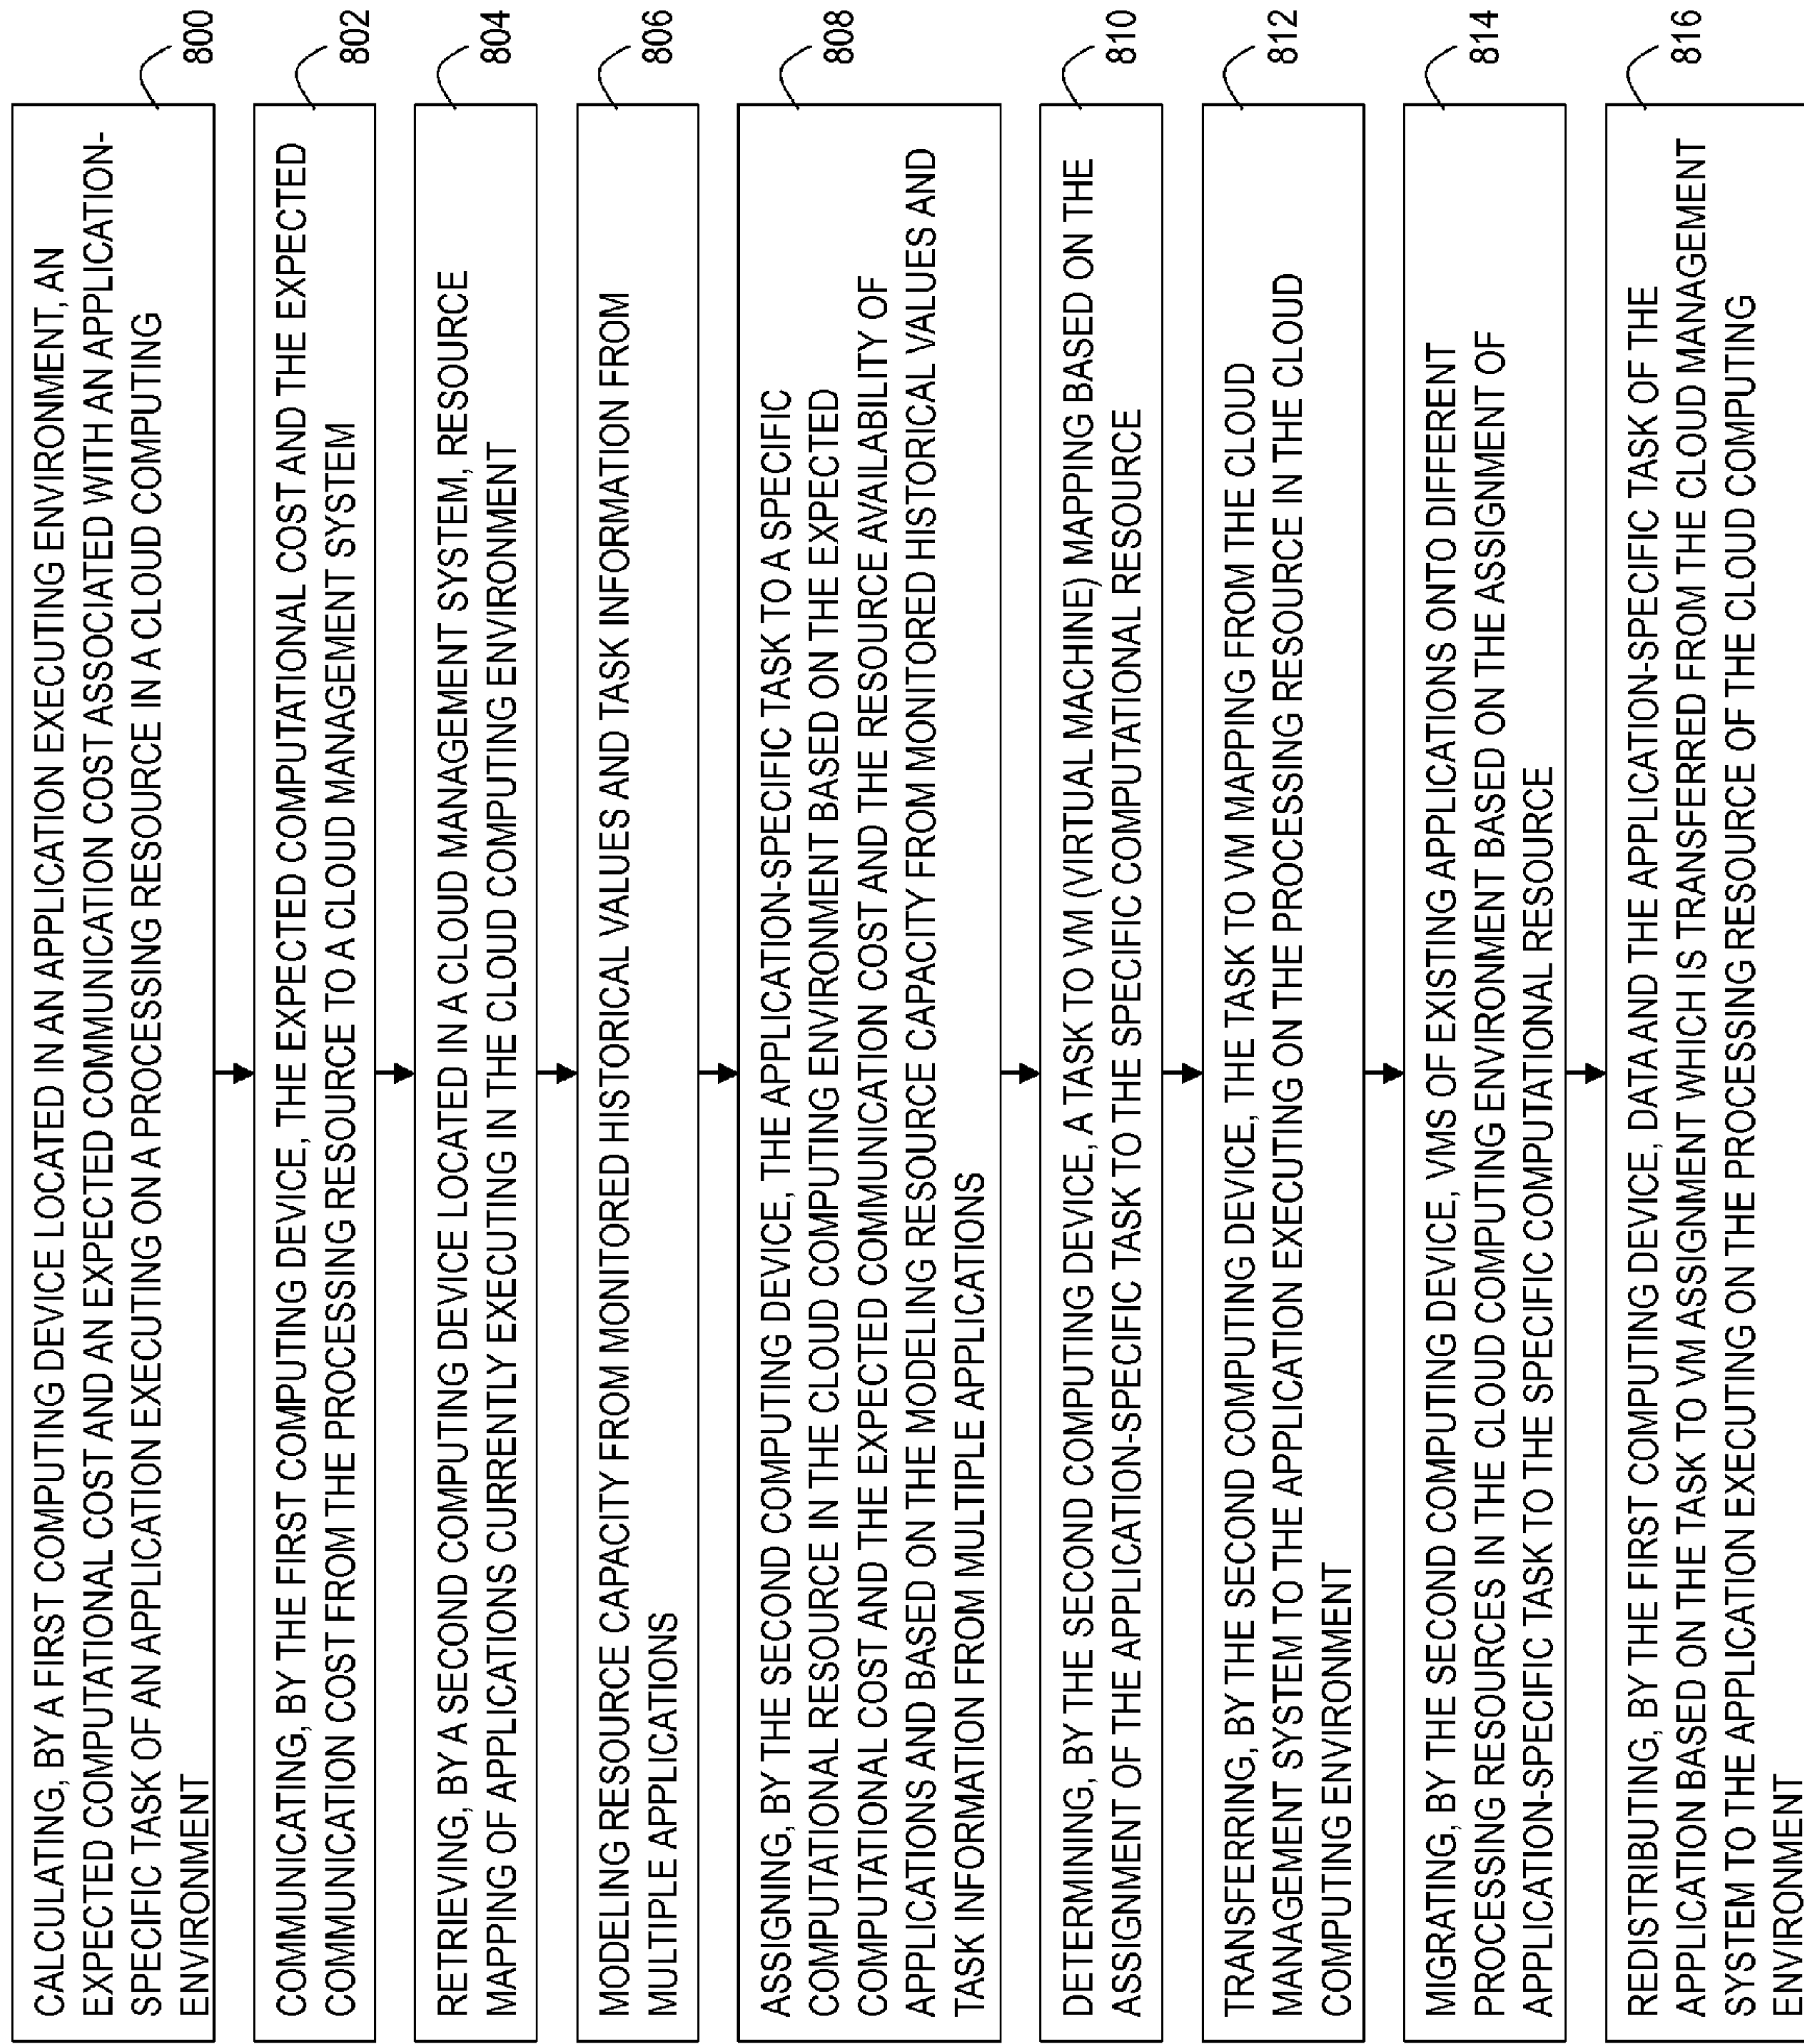 CALCULATING, BY A FIRST COMPUTING DEVICE LOCATED IN AN APPLICATION EXECUTING ENVIRONMENT, AN
EXPECTED COMPUTATIONAL COST AND AN EXPECTED COMMUNICATION COST ASSOCIATED WITH AN APPLICATION-
SPECIFIC TASK OF AN APPLICATION EXECUTING ON A PROCESSING RESOURCE IN A CLOUD COMPUTING
ENVIRONMENT
800
COMMUNICATING, BY THE FIRST COMPUTING DEVICE, THE EXPECTED COMPUTATIONAL COST AND THE EXPECTED
COMMUNICATION COST FROM THE PROCESSING RESOURCE TO A CLOUD MANAGEMENT SYSTEM
802
RETRIEVING, BY A SECOND COMPUTING DEVICE LOCATED IN A CLOUD MANAGEMENT SYSTEM, RESOURCE
MAPPING OF APPLICATIONS CURRENTLY EXECUTING IN THE CLOUD COMPUTING ENVIRONMENT
804
MODELING RESOURCE CAPACITY FROM MONITORED HISTORICAL VALUES AND TASK INFORMATION FROM
MULTIPLE APPLICATIONS
806
ASSIGNING, BY THE SECOND COMPUTING DEVICE, THE APPLICATION-SPECIFIC TASK TO A SPECIFIC
COMPUTATIONAL RESOURCE IN THE CLOUD COMPUTING ENVIRONMENT BASED ON THE EXPECTED
COMPUTATIONAL COST AND THE EXPECTED COMMUNICATION COST AND THE RESOURCE AVAILABILITY OF
APPLICATIONS AND BASED ON THE MODELING RESOURCE CAPACITY FROM MONITORED HISTORICAL VALUES AND
TASK INFORMATION FROM MULTIPLE APPLICATIONS
808
DETERMINING, BY THE SECOND COMPUTING DEVICE, A TASK TO VM (VIRTUAL MACHINE) MAPPING BASED ON THE
ASSIGNMENT OF THE APPLICATION-SPECIFIC TASK TO THE SPECIFIC COMPUTATIONAL RESOURCE
810
TRANSFERRING, BY THE SECOND COMPUTING DEVICE, THE TASK TO VM MAPPING FROM THE CLOUD
MANAGEMENT SYSTEM TO THE APPLICATION EXECUTING ON THE PROCESSING RESOURCE IN THE CLOUD
COMPUTING ENVIRONMENT
812
MIGRATING, BY THE SECOND COMPUTING DEVICE, VMS OF EXISTING APPLICATIONS ONTO DIFFERENT
PROCESSING RESOURCES IN THE CLOUD COMPUTING ENVIRONMENT BASED ON THE ASSIGNMENT OF
APPLICATION-SPECIFIC TASK TO THE SPECIFIC COMPUTATIONAL RESOURCE
814
REDISTRIBUTING, BY THE FIRST COMPUTING DEVICE, DATA AND THE APPLICATION-SPECIFIC TASK OF THE
APPLICATION BASED ON THE TASK TO VM ASSIGNMENT WHICH IS TRANSFERRED FROM THE CLOUD MANAGEMENT
SYSTEM TO THE APPLICATION EXECUTING ON THE PROCESSING RESOURCE OF THE CLOUD COMPUTING
ENVIRONMENT
816